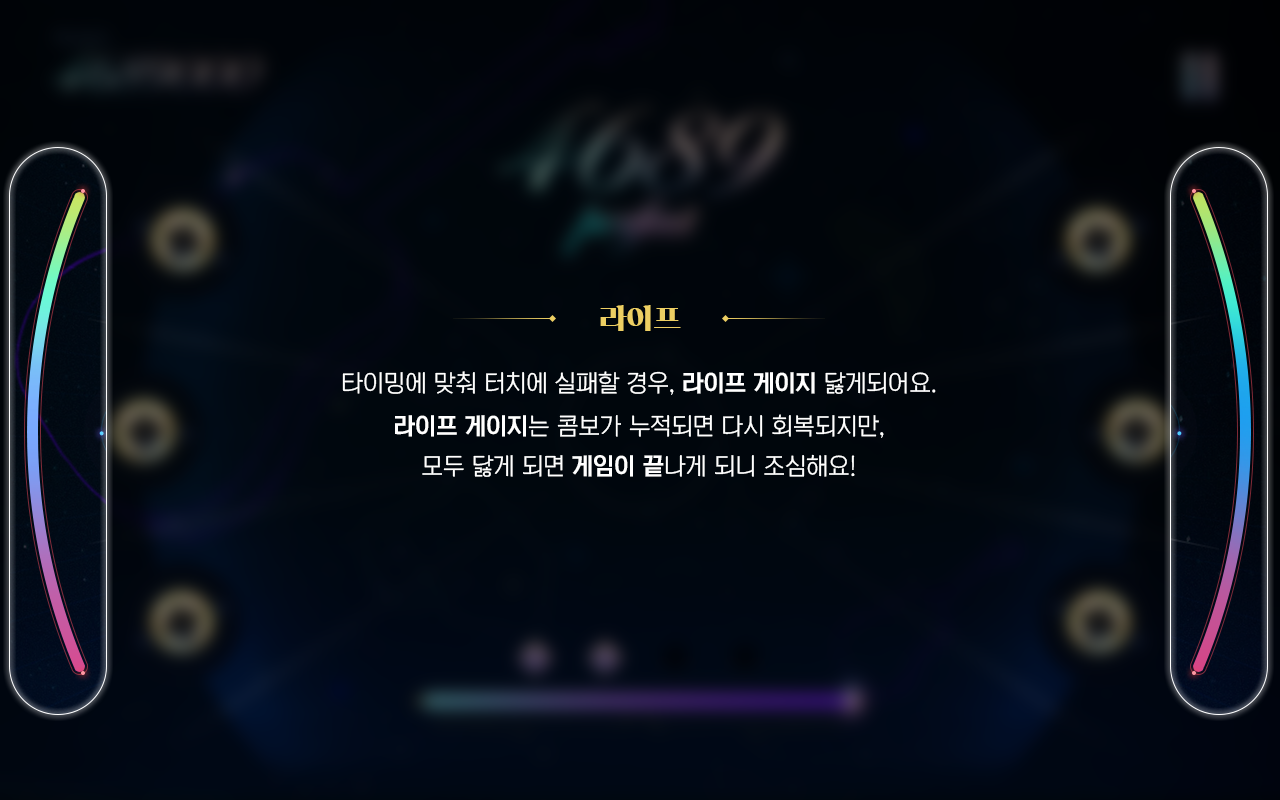 4689
라이프
타이밍에 맞춰 터치에 실패할 경우, 라이프 게이지 닳게되어요.
라이프 게이지는 콤보가 누적되면 다시 회복되지만,
모두 닳게 되면 게임이 끝나게 되니 조심해요!